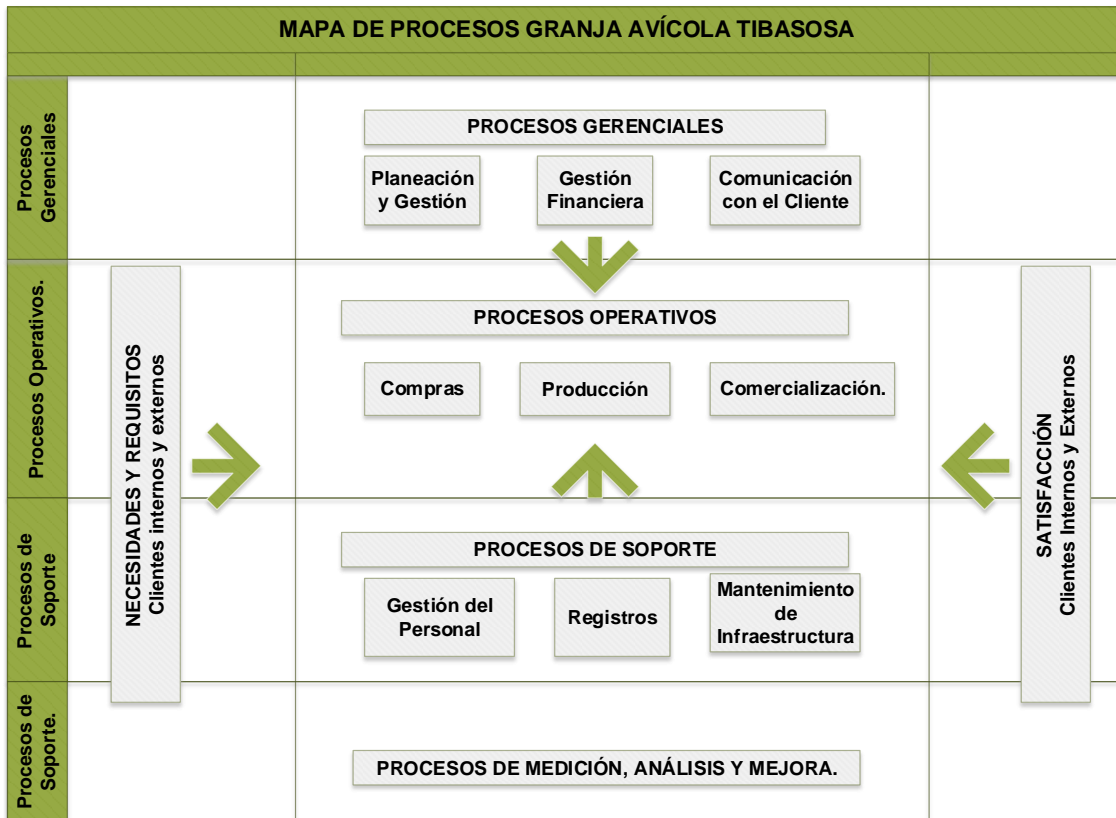 MAPA DE PROCESOS GRANJA AVÍCOLA TIBASOSA
Procesos
Gerenciales
PROCESOS GERENCIALES
Planeación
y Gestión
Gestión
Financiera
Comunicación
con el Cliente
Procesos Operativos.
NECESIDADES Y REQUISITOS
Clientes internos y externos
PROCESOS OPERATIVOS
Compras
Producción
Comercialización.
SATISFACCIÓN
Clientes Internos y Externos
Procesos de
Soporte
PROCESOS DE SOPORTE
Gestión del
Personal
Registros
Mantenimiento
de
Infraestructura
Procesos de
Soporte.
PROCESOS DE MEDICIÓN, ANÁLISIS Y MEJORA.